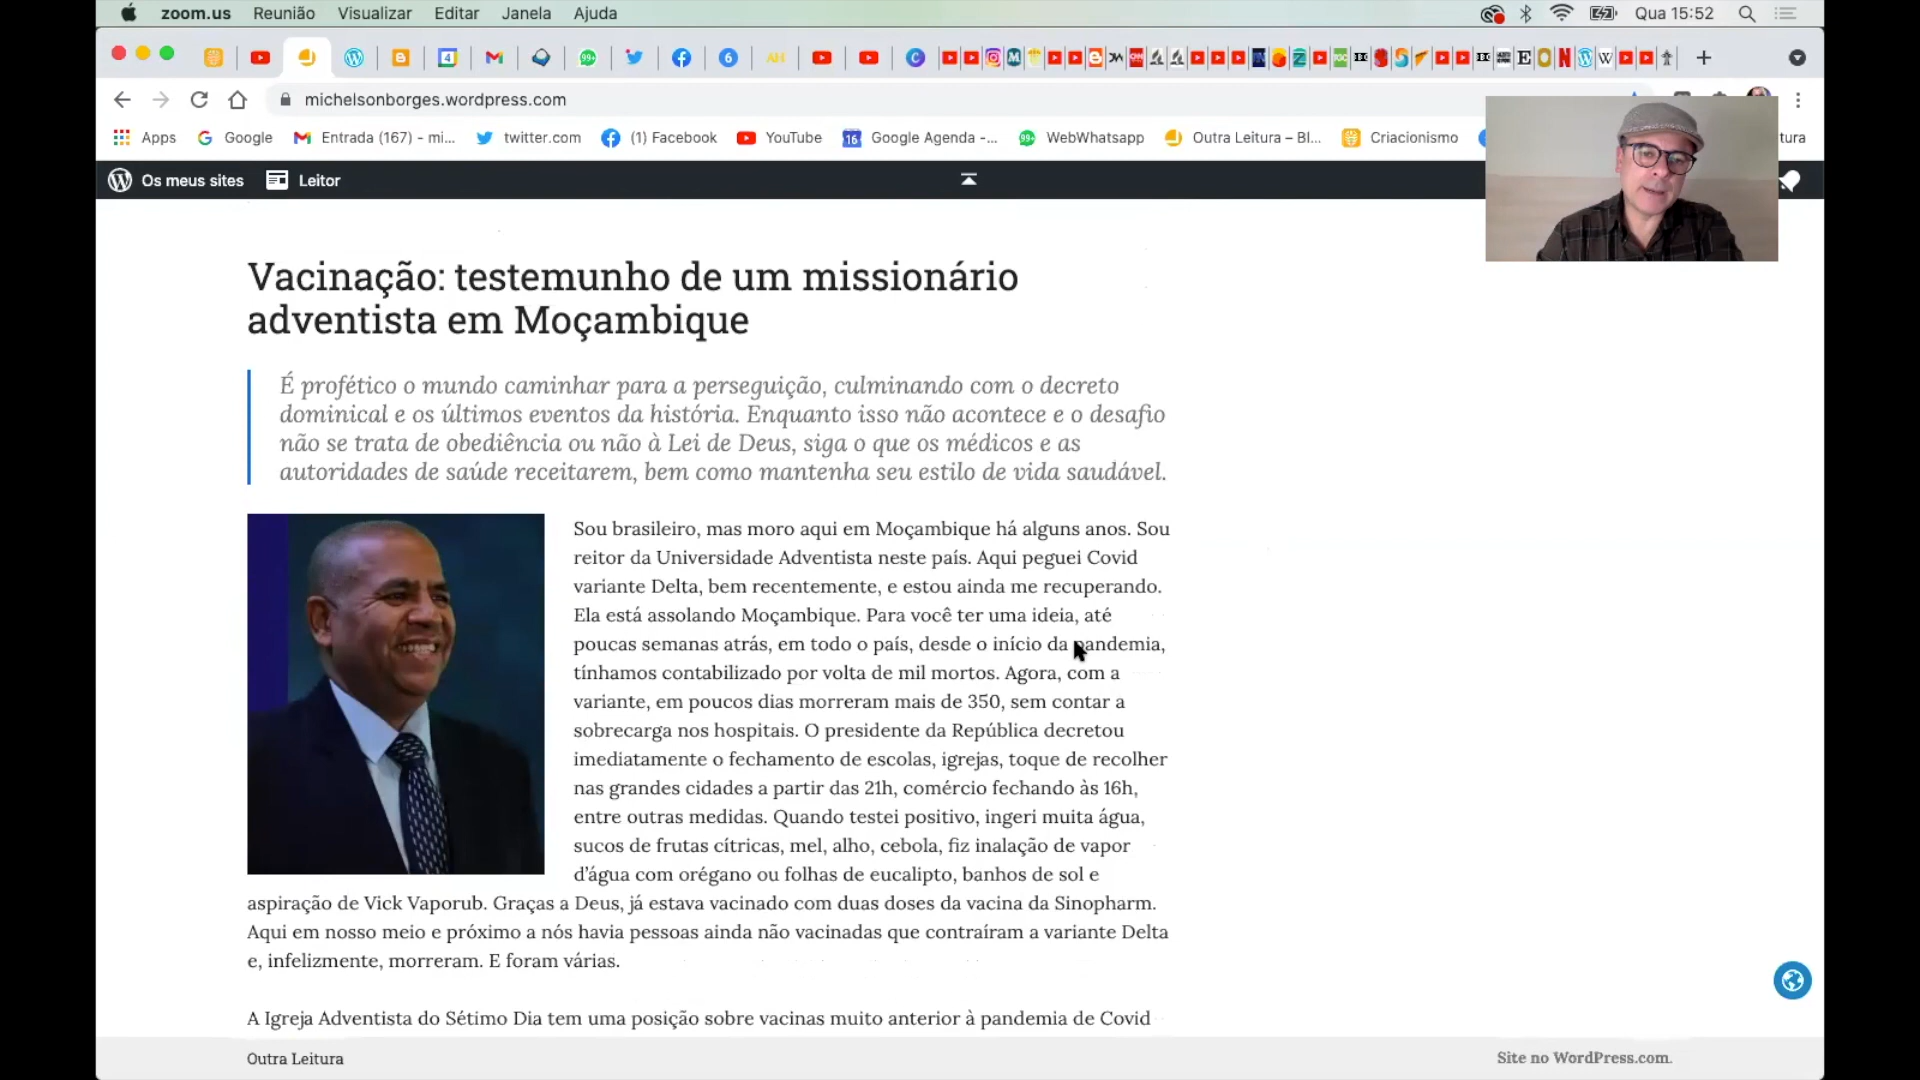 zoom.us Reunião Visualizar Editar Janela Ajuda Qua 15:52
michelsonborges.wordpress.com
Apps Google Entrada (167) - mi... twitter.com (1) Facebook YouTube Google Agenda -... WebWhatsapp Outra Leitura – Bl... Criacionismo tura
Os meus sites Leitor
Vacinação: testemunho de um missionário
adventista em Moçambique
É profético o mundo caminhar para a perseguição, culminando com o decreto
dominical e os últimos eventos da história. Enquanto isso não acontece e o desafio
não se trata de obediência ou não à Lei de Deus, siga o que os médicos e as
autoridades de saúde receitarem, bem como mantenha seu estilo de vida saudável.
Sou brasileiro, mas moro aqui em Moçambique há alguns anos. Sou
reitor da Universidade Adventista neste país. Aqui peguei Covid
variante Delta, bem recentemente, e estou ainda me recuperando.
Ela está assolando Moçambique. Para você ter uma ideia, até
poucas semanas atrás, em todo o país, desde o início da pandemia,
tínhamos contabilizado por volta de mil mortos. Agora, com a
variante, em poucos dias morreram mais de 350, sem contar a
sobrecarga nos hospitais. O presidente da República decretou
imediatamente o fechamento de escolas, igrejas, toque de recolher
nas grandes cidades a partir das 21h, comércio fechando às 16h,
entre outras medidas. Quando testei positivo, ingeri muita água,
sucos de frutas cítricas, mel, alho, cebola, fiz inalação de vapor
d’água com orégano ou folhas de eucalipto, banhos de sol e
aspiração de Vick Vaporub. Graças a Deus, já estava vacinado com duas doses da vacina da Sinopharm.
Aqui em nosso meio e próximo a nós havia pessoas ainda não vacinadas que contraíram a variante Delta
e, infelizmente, morreram. E foram várias.
A Igreja Adventista do Sétimo Dia tem uma posição sobre vacinas muito anterior à pandemia de Covid
Outra Leitura Site no WordPress.com.